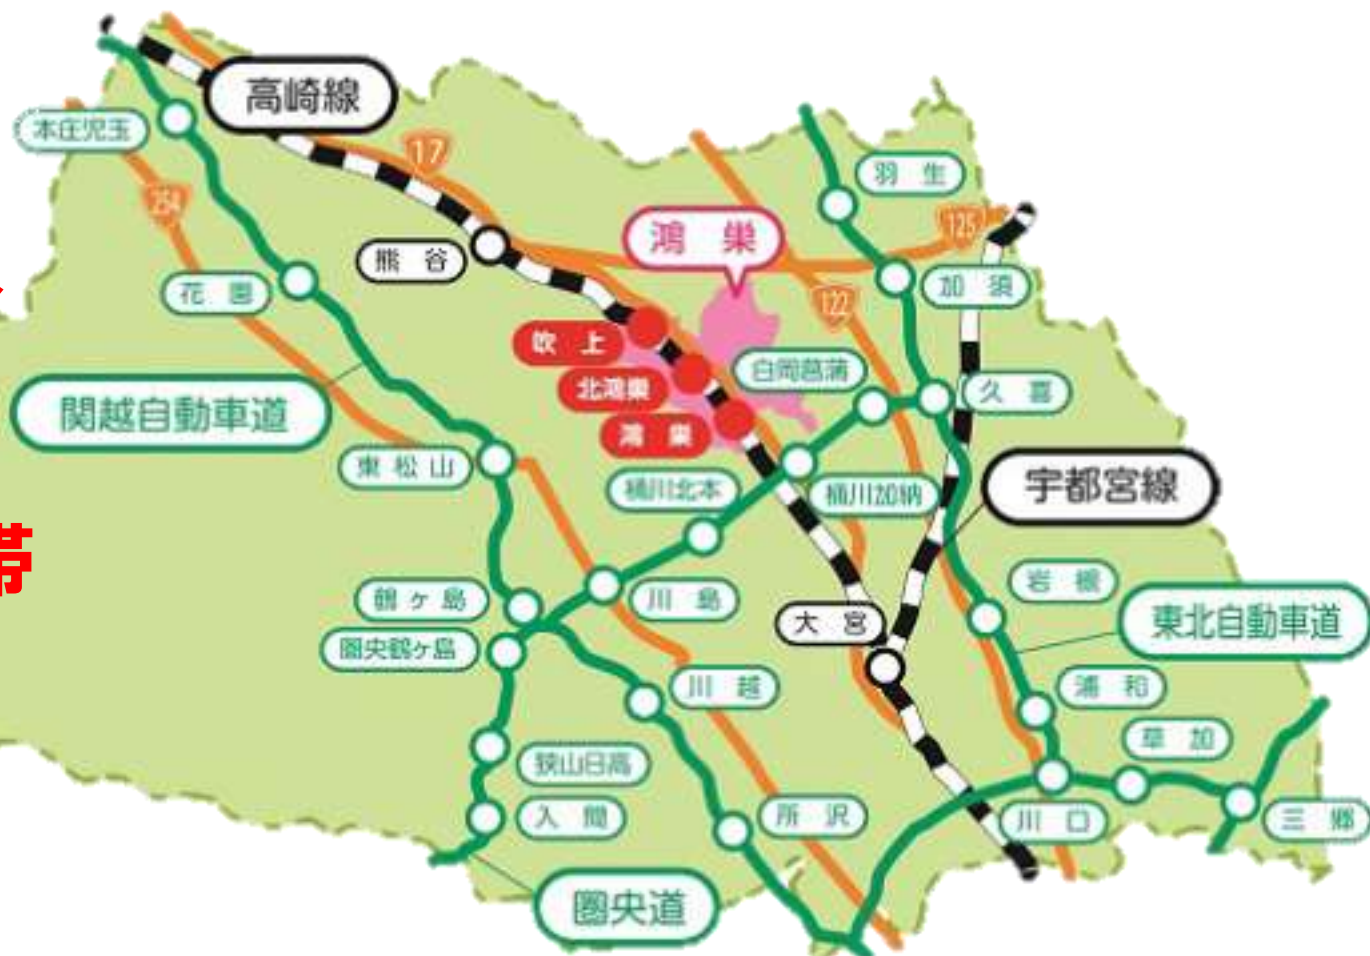 高崎線
本庄児玉
17
羽生
254
125
鴻巣
熊谷
加須
花園
122
吹上
白岡菖蒲
北鴻巣
久喜
関越自動車道
鴻巣
東松山
桶川北本
桶川加納
宇都宮線
帯
岩槻
鶴ヶ島
川島
大宮
東北自動車道
圏央鶴ヶ島
川越
浦和
草加
狭山日高
入間
所沢
川口
三郷
圏央道